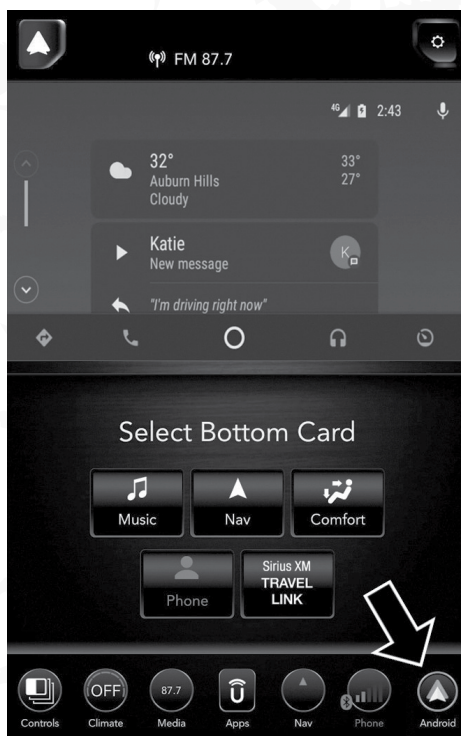 FM 87.7
4G 2:43
32° 33°
Auburn Hills 27°
Cloudy
Katie
New message
K
"I'm driving right now"
Select Bottom Card
Music Nav Comfort
Phone
Sirius XM
TRAVEL
LINK
OFF 87.7
Controls Climate Media Apps Nav Phone Android